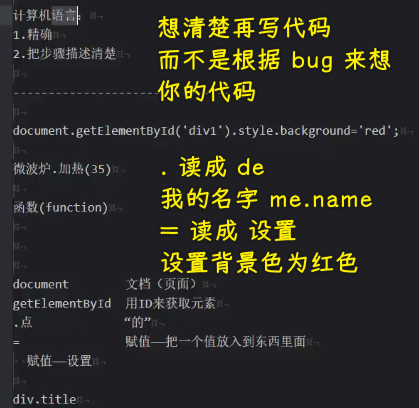 计算机语言：
1.精确
2.把步骤描述清楚
想清楚再写代码
而不是根据 bug 来想
你的代码
--------------------
document.getElementById('div1').style.background='red';
微波炉.加热(35)
函数(function)
. 读成 de
我的名字 me.name
= 读成 设置
设置背景色为红色
document 文档（页面）
getElementById 用ID来获取元素
.点 “的”
= 赋值——把一个值放入到东西里面
赋值——设置
div.title